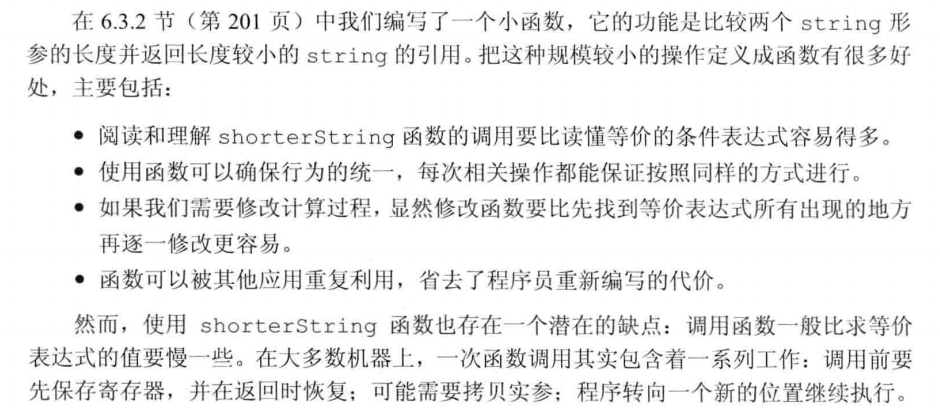 在 6.3.2 节（第 201 页）中我们编写了一个小函数，它的功能是比较两个 string 形
参的长度并返回长度较小的 string 的引用。把这种规模较小的操作定义成函数有很多好
处，主要包括：
● 阅读和理解 shorterString 函数的调用要比读懂等价的条件表达式容易得多。
● 使用函数可以确保行为的统一，每次相关操作都能保证按照同样的方式进行。
● 如果我们需要修改计算过程，显然修改函数要比先找到等价表达式所有出现的地方
再逐一修改更容易。
● 函数可以被其他应用重复利用，省去了程序员重新编写的代价。
然而，使用 shorterString 函数也存在一个潜在的缺点：调用函数一般比求等价
表达式的值要慢一些。在大多数机器上，一次函数调用其实包含着一系列工作：调用前要
先保存寄存器，并在返回时恢复；可能需要拷贝实参；程序转向一个新的位置继续执行。